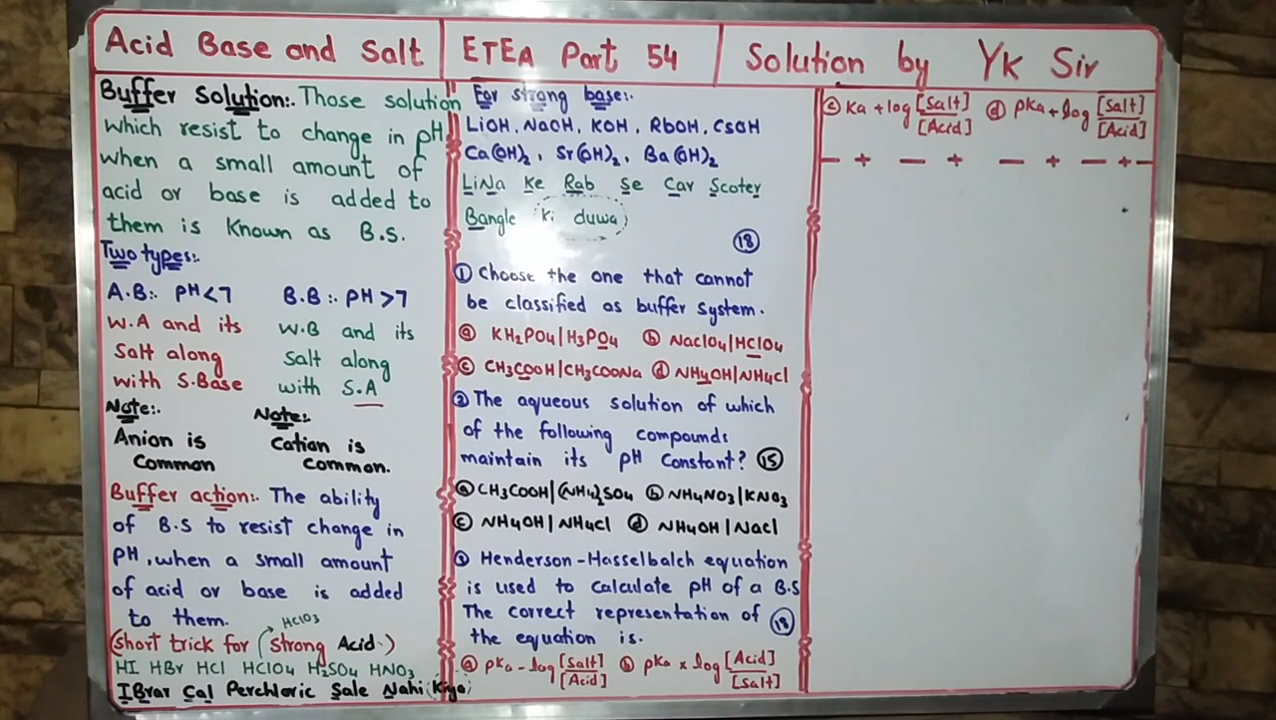 Acid Base and Salt
ETEA Part 54
Solution by YK Sir
Buffer Solution:. Those solution
which resist to change in pH
when a small amount of
acid or base is added to
them is Known as B.S.
Two types:.
A.B:. PH<7
B.B:. PH >7
W.A and its
Salt along
with S.Base
W.B and its
Salt along
with S.A
Note:.
Anion is
Common
Note:.
Cation is
Common.
Buffer action:. The ability
of B.S to resist change in
pH, when a small amount
of acid or base is added
to them.
HClO3
(short trick for strong Acid.)
HI HBr HCl HClO4 H2SO4 HNO3
IBrar Cal Perchloric Sale Nahi (Kiya)
For strong base:.
LiOH, NaOH, KOH, RbOH, CsOH
Ca(OH)2, Sr(OH)2, Ba(OH)2
LiNa Ke Rab Se Car Scoter
Bangle ki duwa
(18)
① Choose the one that cannot
be classified as buffer system.
ⓐ KH2PO4|H3PO4 ⓑ NaClO4|HClO4
ⓒ CH3COOH|CH3COONa ⓓ NH4OH|NH4Cl
② The aqueous solution of which
of the following compounds
maintain its pH Constant? (15)
ⓐ CH3COOH|(NH4)2SO4 ⓑ NH4NO3|KNO3
ⓒ NH4OH|NH4Cl ⓓ NH4OH|NaCl
③ Henderson-Hasselbalch equation
is used to Calculate pH of a B.S
The correct representation of
the equation is.
ⓐ PKa - log [Salt]/[Acid] ⓑ PKa x log [Acid]/[Salt]
ⓒ Ka + log [Salt]/[Acid] ⓓ PKa + log [Salt]/[Acid]
— + — + — + — + —